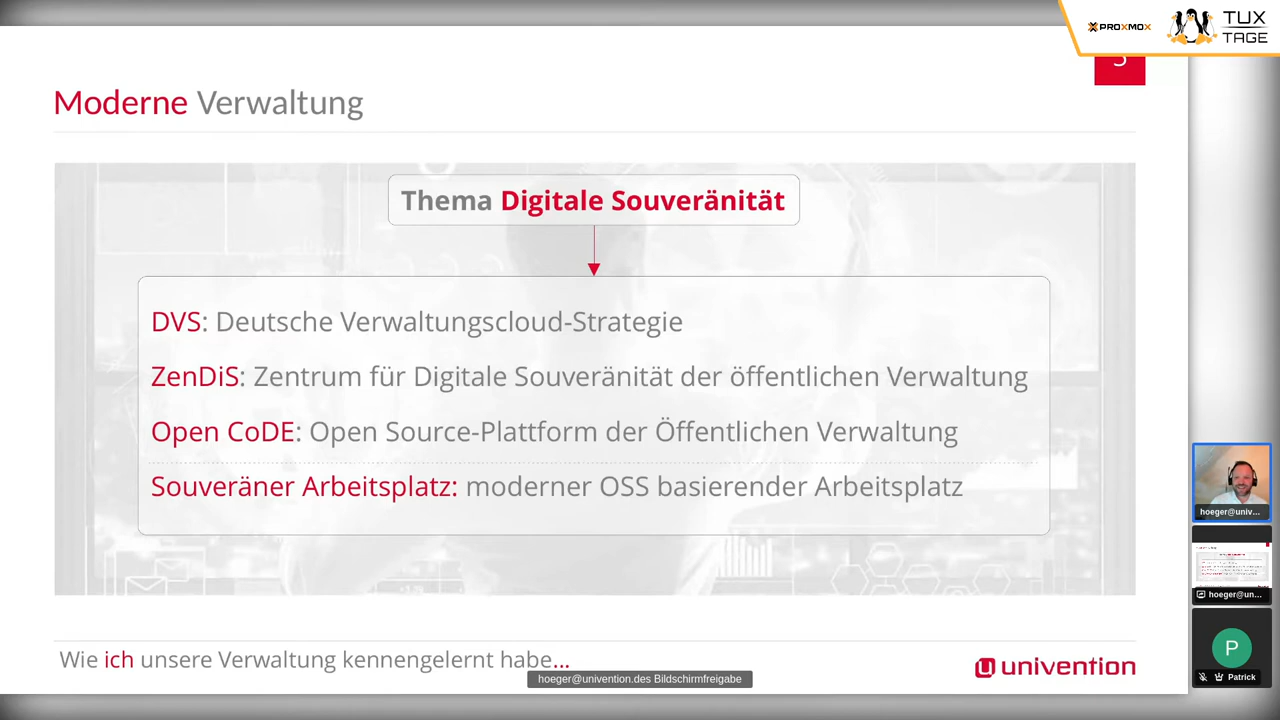 PROXMOX
TUX
TAGE
Moderne Verwaltung
Thema Digitale Souveränität
DVS: Deutsche Verwaltungscloud-Strategie
ZenDiS: Zentrum für Digitale Souveränität der öffentlichen Verwaltung
Open CoDE: Open Source-Plattform der Öffentlichen Verwaltung
Souveräner Arbeitsplatz: moderner OSS basierender Arbeitsplatz
hoeger@univ...
hoeger@un...
P
Patrick
Wie ich unsere Verwaltung kennengelernt habe...
univention
hoeger@univention.des Bildschirmfreigabe